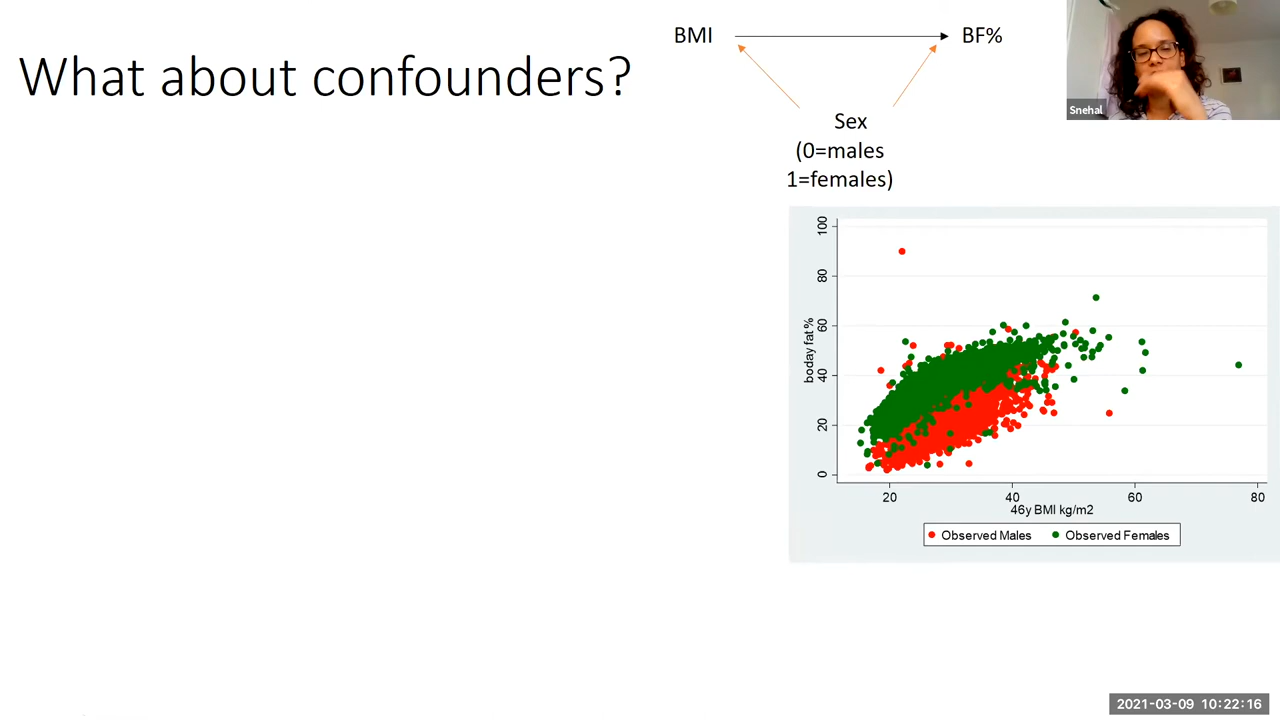 What about confounders?
BMI
BF%
Sex
(0=males
1=females)
Snehal
boday fat %
100
80
60
40
20
0
20
40
60
80
46y BMI kg/m2
Observed Males
Observed Females
2021-03-09 10:22:16